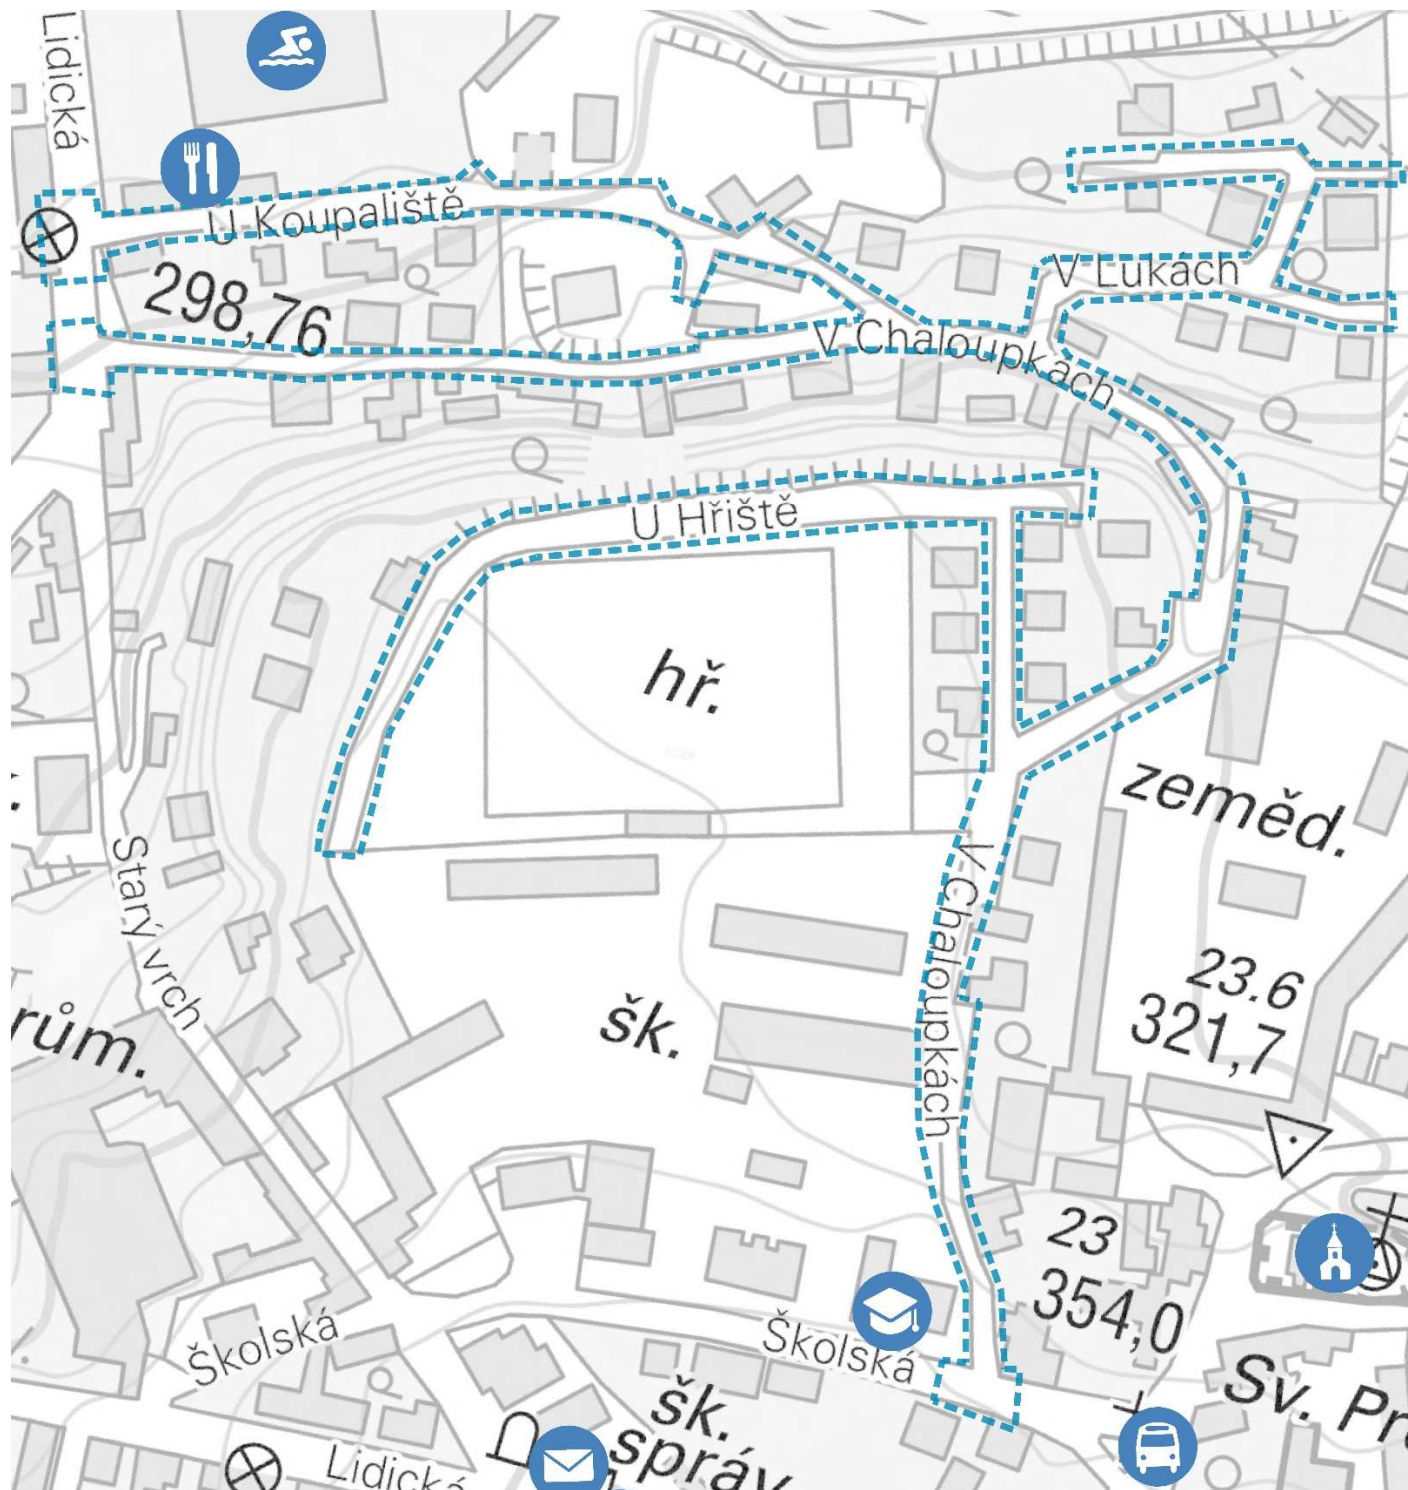 Lidická
U Koupaliště
298,76
V Lukách
V Chaloupkách
U Hřiště
hř.
zeměd.
Starý vrch
V Chaloupkách
23.6
321,7
rům.
šk.
23
354,0
Školská
Školská
Sv. Pr
šk.
správ
Lidická